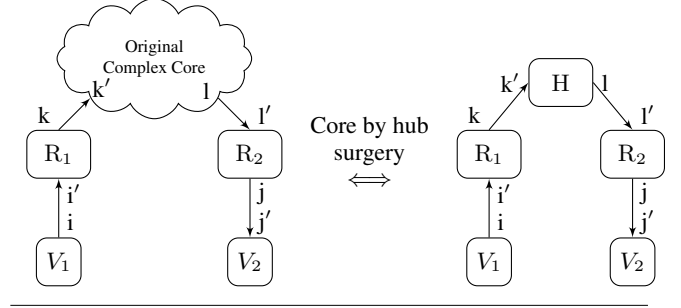 Original
Complex Core
k′ l
k l′
R₁ R₂
i′ j
i j′
V₁ V₂
Core by hub
surgery
⟺
H
k′ l
k l′
R₁ R₂
i′ j
i j′
V₁ V₂